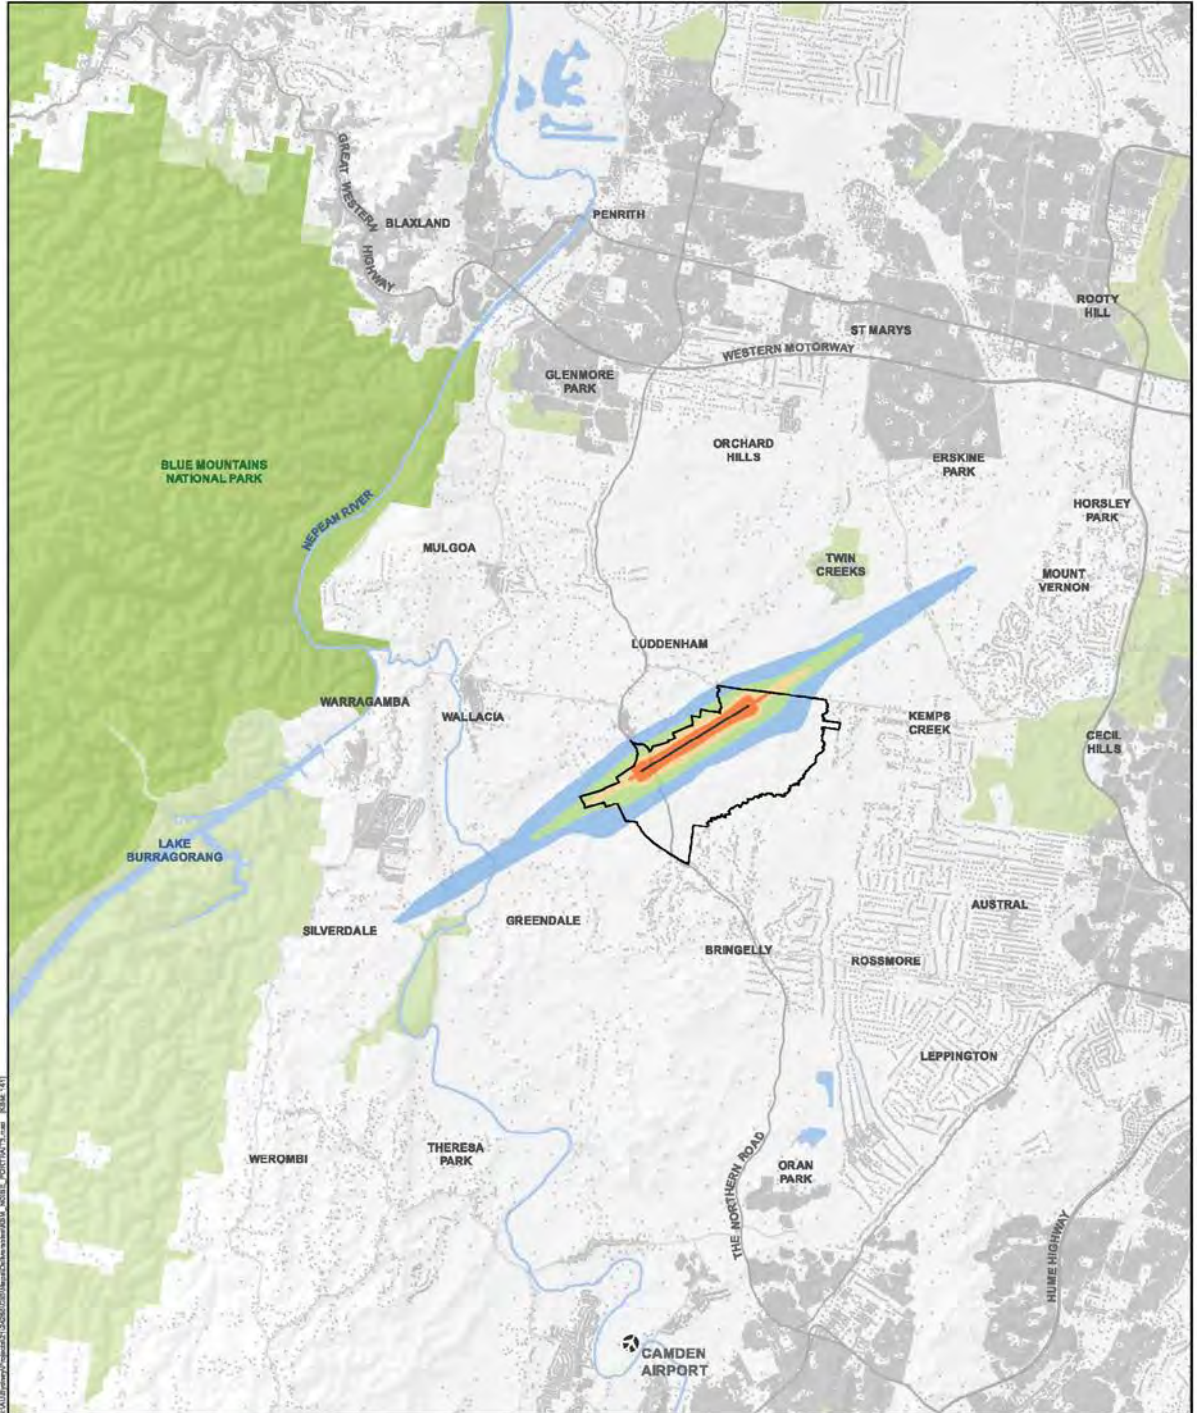 GREAT WESTERN
HIGHWAY
BLAXLAND
PENRITH
ROOTY
HILL
ST MARYS
WESTERN MOTORWAY
GLENMORE
PARK
ORCHARD
HILLS
ERSKINE
PARK
BLUE MOUNTAINS
NATIONAL PARK
HORSLEY
PARK
NEPEAN RIVER
MULGOA
TWIN
CREEKS
MOUNT
VERNON
LUDDENHAM
WARRAGAMBA
WALLACIA
KEMPS
CREEK
CECIL
HILLS
LAKE
BURRAGORANG
SILVERDALE
GREENDALE
AUSTRAL
BRINGELLY
ROSSMORE
LEPPINGTON
WEROMBI
THERESA
PARK
ORAN
PARK
THE NORTHERN ROAD
HUME HIGHWAY
CAMDEN
AIRPORT